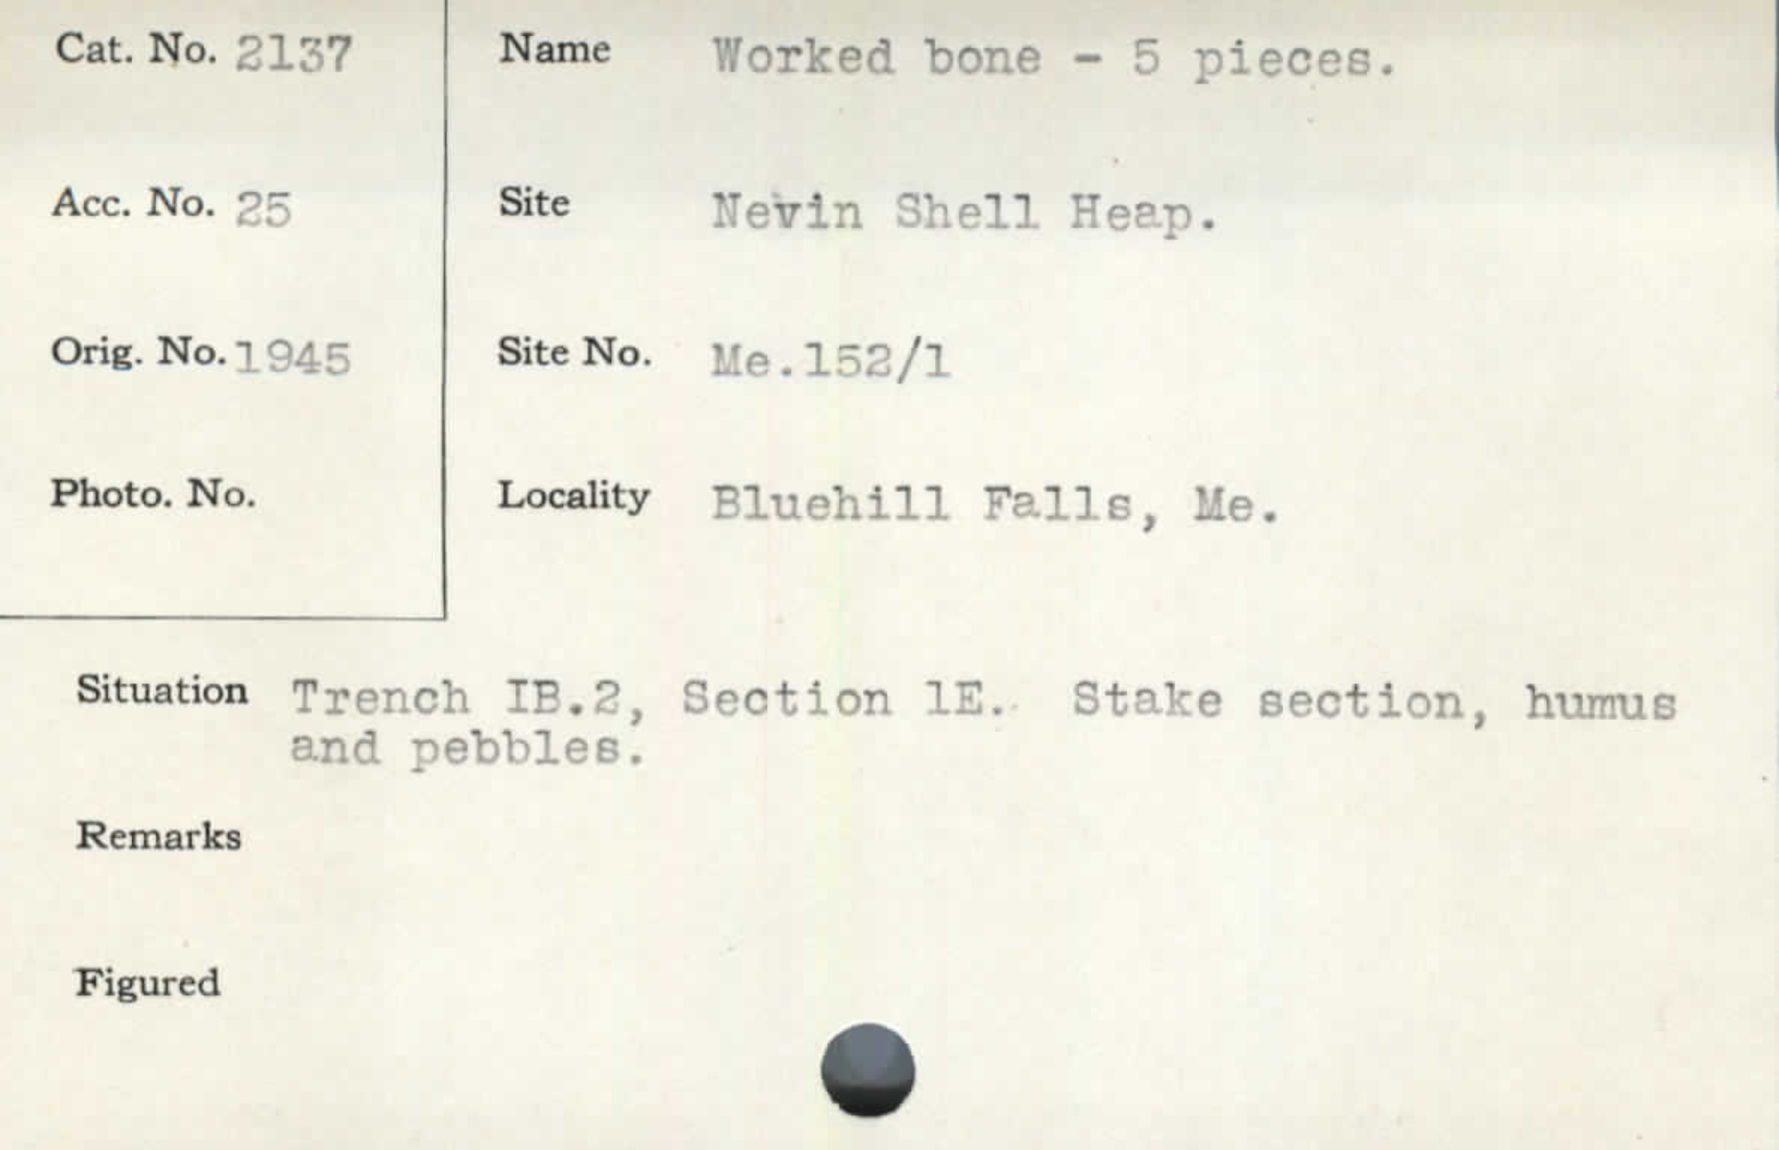 Cat. No. 2137
Name Worked bone - 5 pieces.
Acc. No. 25
Site Nevin Shell Heap.
Orig. No. 1945
Site No. Me.152/1
Photo. No.
Locality Bluehill Falls, Me.
Situation Trench IB.2, Section 1E. Stake section, humus
and pebbles.
Remarks
Figured